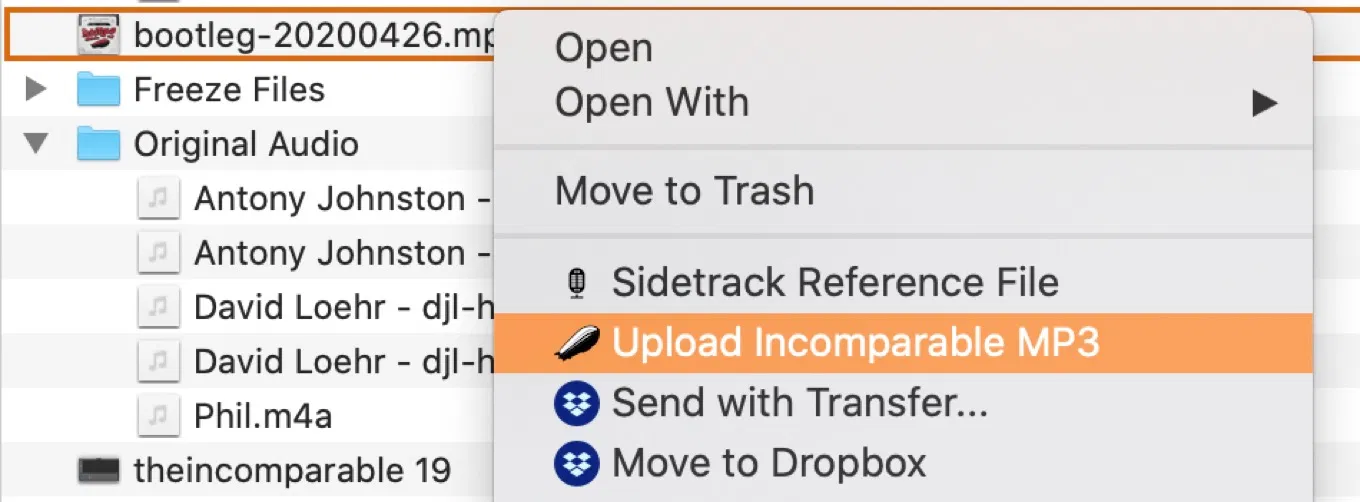 bootleg-20200426.mp
Freeze Files
Original Audio
Antony Johnston -
Antony Johnston -
David Loehr - djl-h
David Loehr - djl-h
Phil.m4a
theincomparable 19
Open
Open With
Move to Trash
Sidetrack Reference File
Upload Incomparable MP3
Send with Transfer...
Move to Dropbox